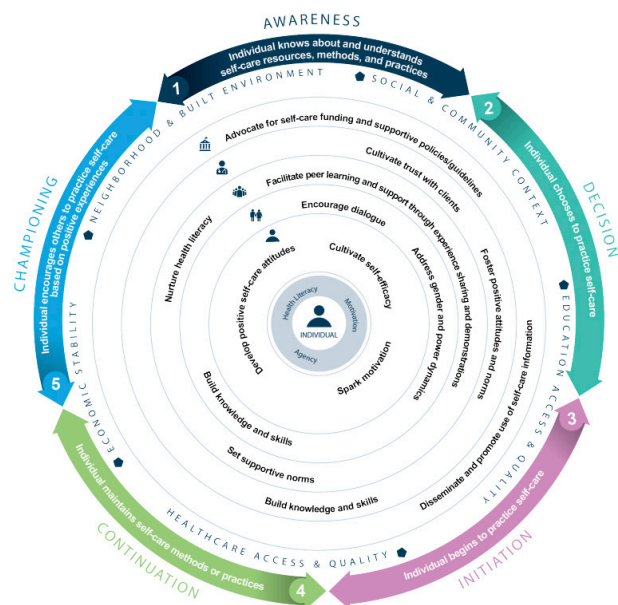 AWARENESS
1
Individual knows about and understands
self-care resources, methods, and practices
2
Individual chooses to practice self-care
DECISION
3
Individual begins to practice self-care
INITIATION
4
Individual maintains self-care methods or practices
CONTINUATION
5
Individual encourages others to practice self-care
based on positive experiences
CHAMPIONING
NEIGHBORHOOD & BUILT ENVIRONMENT
SOCIAL & COMMUNITY CONTEXT
EDUCATION ACCESS & QUALITY
HEALTHCARE ACCESS & QUALITY
ECONOMIC STABILITY
Advocate for self-care funding and supportive policies/guidelines
Disseminate and promote use of self-care information
Cultivate trust with clients
Foster positive attitudes and norms
Build knowledge and skills
Nurture health literacy
Facilitate peer learning and support through experience sharing and demonstrations
Set supportive norms
Encourage dialogue
Address gender and power dynamics
Build knowledge and skills
Develop positive self-care attitudes
Cultivate self-efficacy
Spark motivation
Health Literacy
Motivation
Agency
INDIVIDUAL